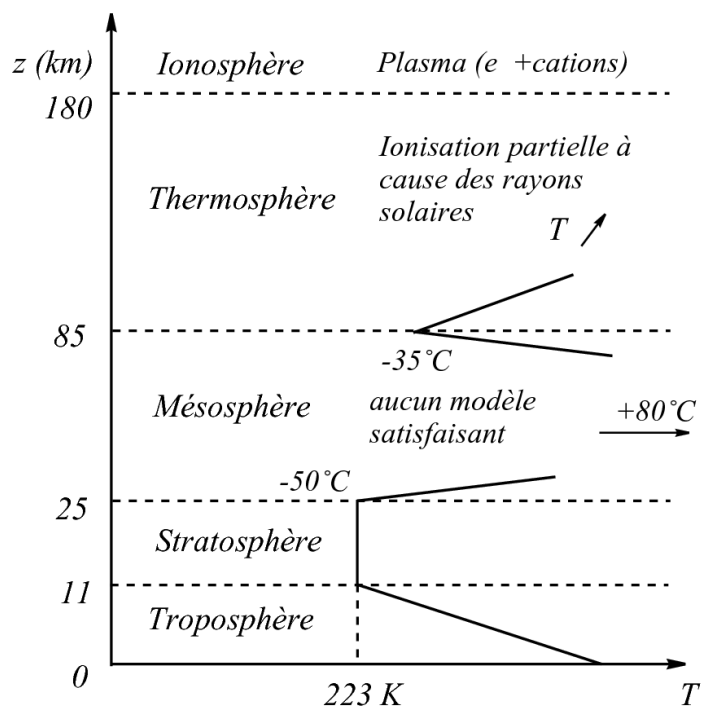 z (km)
Ionosphère
Plasma (e +cations)
180
Ionisation partielle à
cause des rayons
solaires
Thermosphère
T
85
-35°C
Mésosphère
aucun modèle
satisfaisant
+80°C
-50°C
25
Stratosphère
11
Troposphère
0
223 K
T